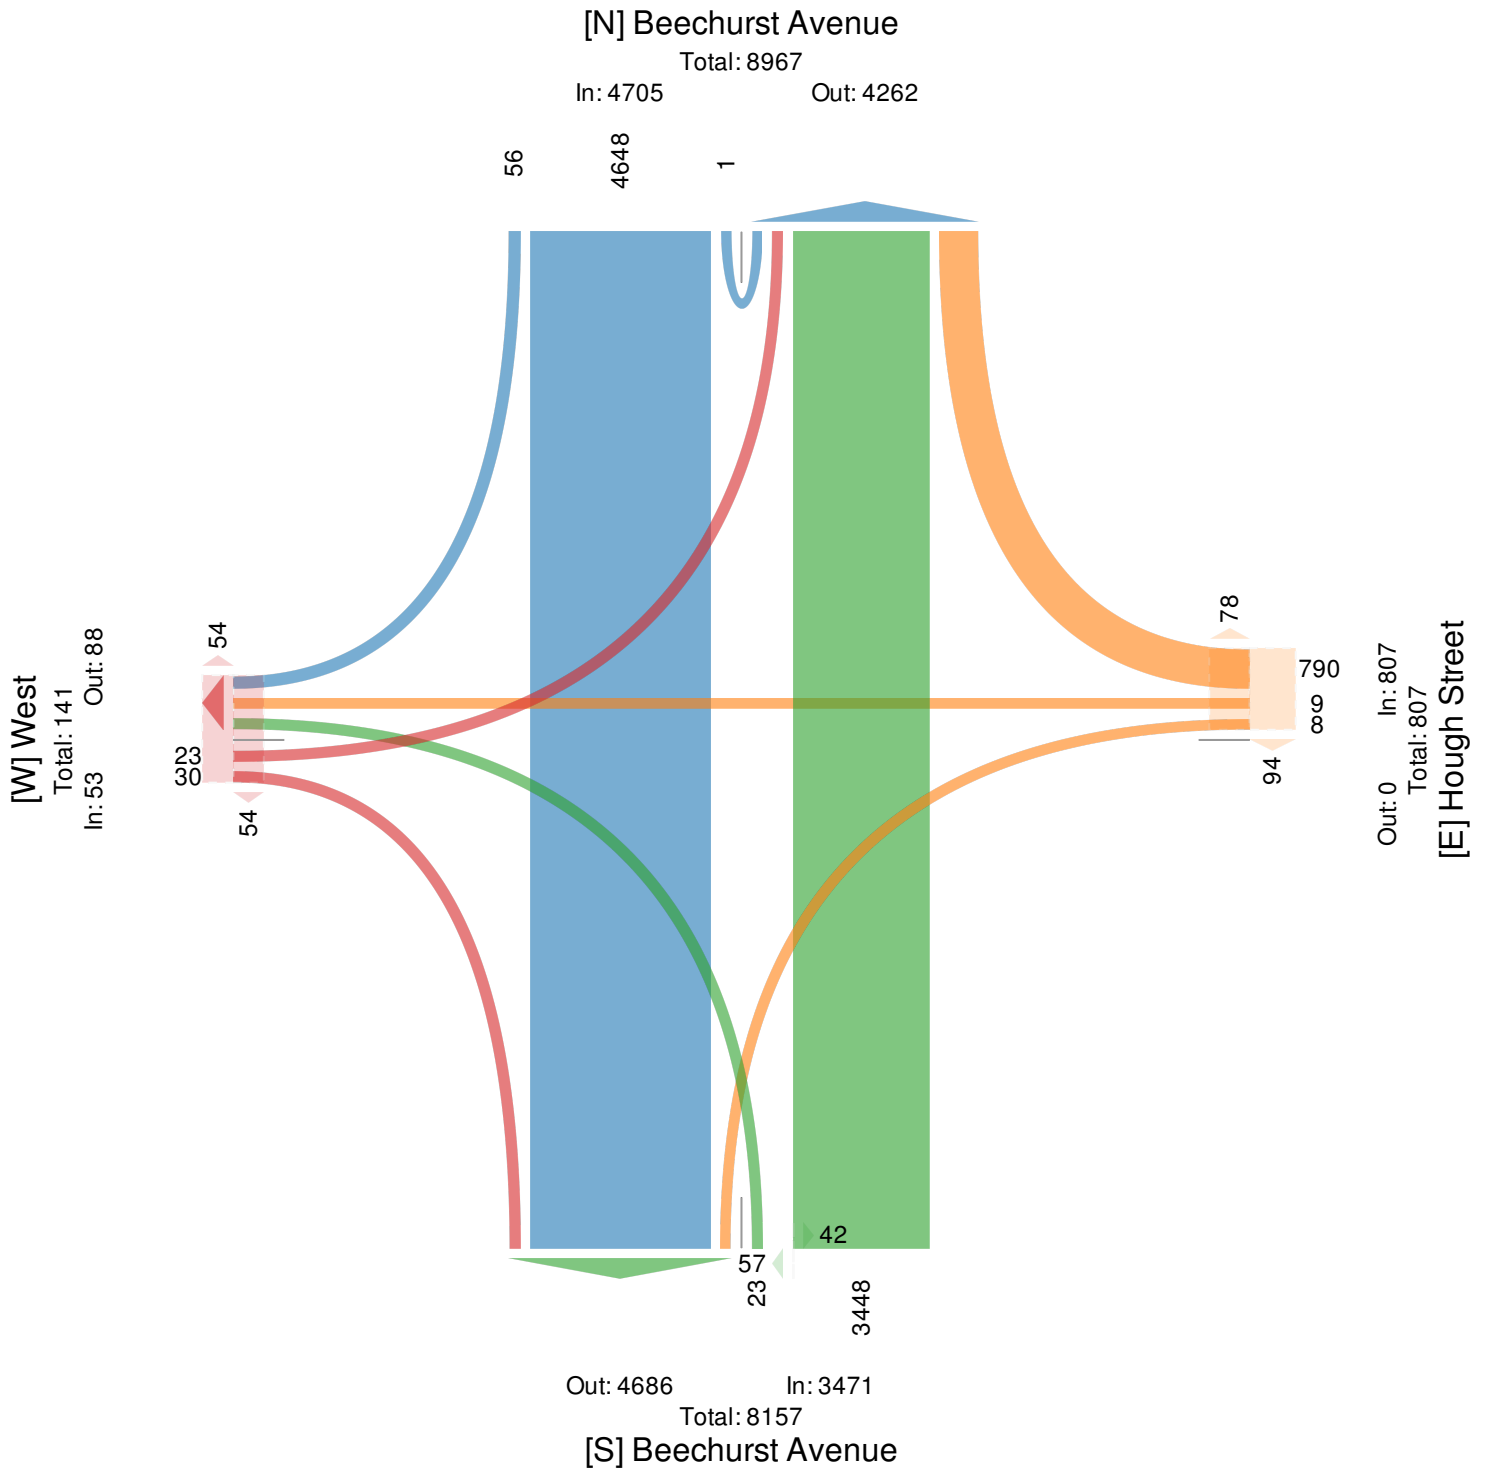 [N] Beechurst Avenue
Total: 8967
In: 4705
Out: 4262
56
4648
1
[W] West
Total: 141
Out: 88
In: 53
54
23
30
54
78
790
9
8
94
In: 807
Out: 0
Total: 807
[E] Hough Street
42
57
23
3448
Out: 4686
In: 3471
Total: 8157
[S] Beechurst Avenue